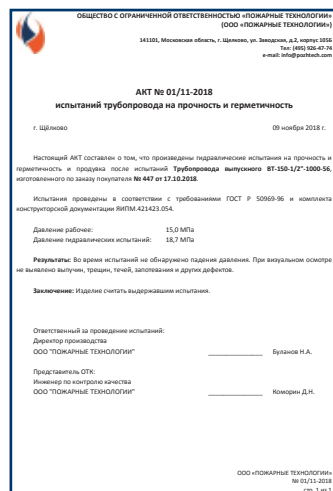 ОБЩЕСТВО С ОГРАНИЧЕННОЙ ОТВЕТСТВЕННОСТЬЮ «ПОЖАРНЫЕ ТЕХНОЛОГИИ»
(ООО «ПОЖАРНЫЕ ТЕХНОЛОГИИ»)
141101, Московская область, г. Щелково, ул. Заводская, д.2, корпус 105Б
Тел: (495) 926-47-74
e-mail: info@pozhtech.com
АКТ № 01/11-2018
испытаний трубопровода на прочность и герметичность
г. Щёлково 09 ноября 2018 г.
Настоящий АКТ составлен о том, что произведены гидравлические испытания на прочность и
герметичность и продувка после испытаний Трубопровода выпускного ВТ-150-1/2"-1000-56,
изготовленного по заказу покупателя № 447 от 17.10.2018.
Испытания проведены в соответствии с требованиями ГОСТ Р 50969-96 и комплекта
конструкторской документации ЯИПМ.421423.054.
Давление рабочее: 15,0 МПа
Давление гидравлических испытаний: 18,7 МПа
Результаты: Во время испытаний не обнаружено падения давления. При визуальном осмотре
не выявлено выпучин, трещин, течей, запотевания и других дефектов.
Заключение: Изделие считать выдержавшим испытания.
Ответственный за проведение испытаний:
Директор производства
ООО "ПОЖАРНЫЕ ТЕХНОЛОГИИ" Буланов Н.А.
Представитель ОТК:
Инженер по контролю качества
ООО "ПОЖАРНЫЕ ТЕХНОЛОГИИ" Коморин Д.Н.
ООО «ПОЖАРНЫЕ ТЕХНОЛОГИИ»
№ 01/11-2018
стр. 1 из 1